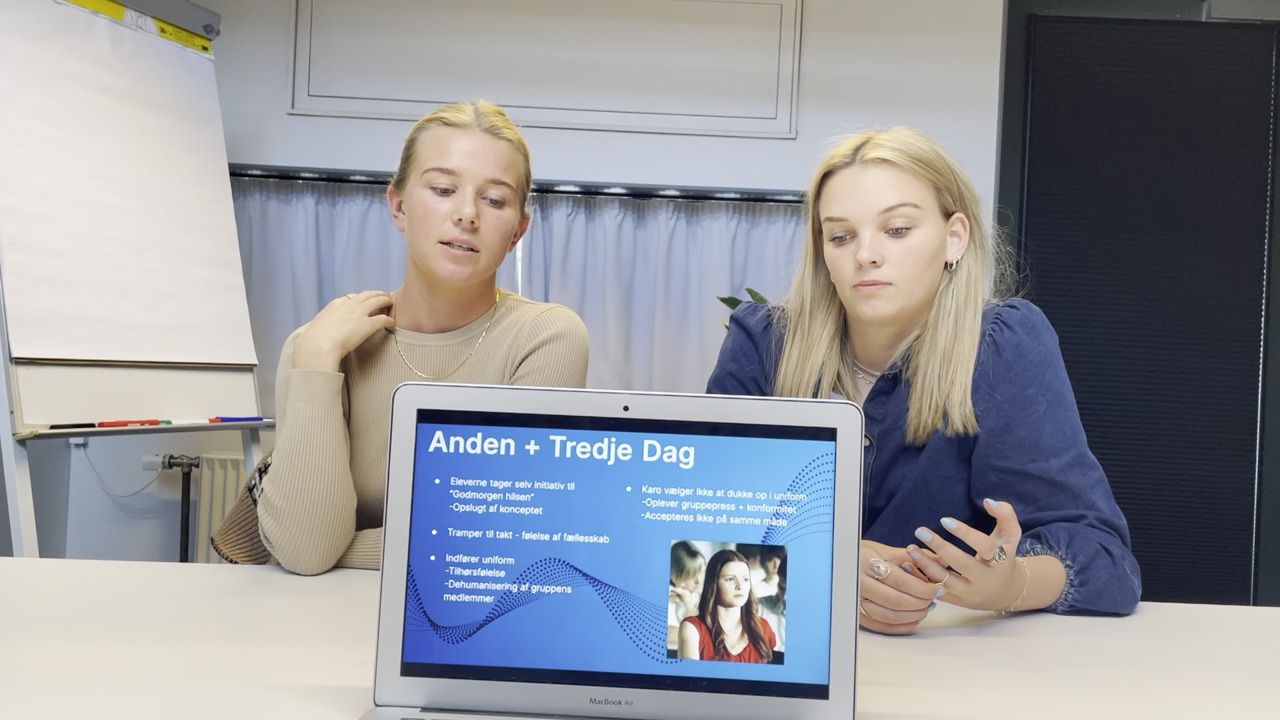 Anden + Tredje Dag
• Eleverne tager selv initiativ til
"Godmorgen hilsen"
-Opslugt af konceptet
• Tramper til takt - følelse af fællesskab
• Indfører uniform
-Tilhørsfølelse
-Dehumanisering af gruppens
medlemmer
• Karo vælger ikke at dukke op i uniform
-Oplever gruppepress + konformitet
-Accepteres ikke på samme måde
MacBook Air